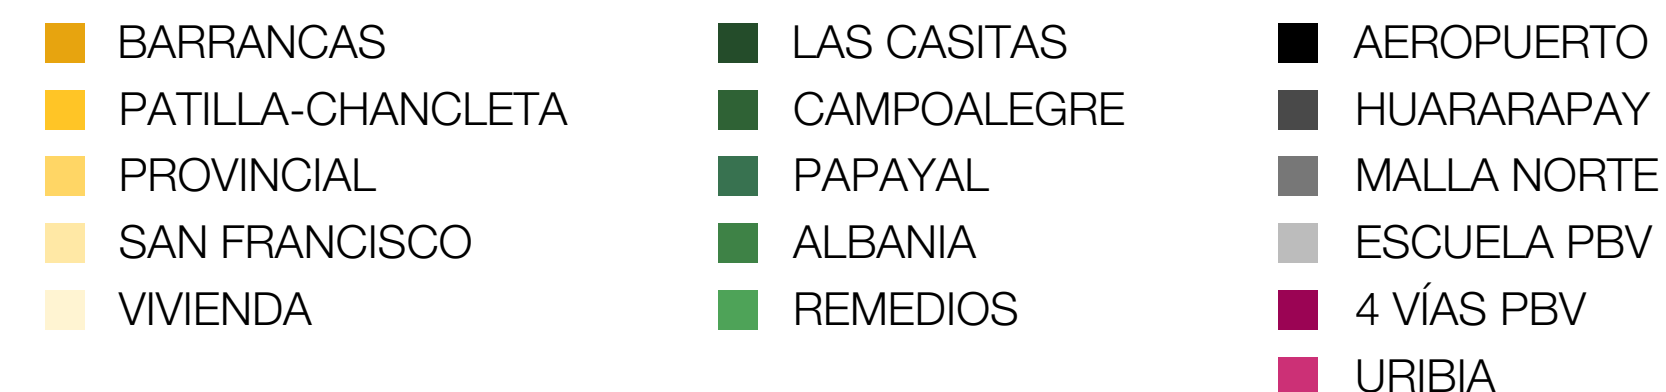 BARRANCAS
PATILLA-CHANCLETA
PROVINCIAL
SAN FRANCISCO
VIVIENDA
LAS CASITAS
CAMPOALEGRE
PAPAYAL
ALBANIA
REMEDIOS
AEROPUERTO
HUARARAPAY
MALLA NORTE
ESCUELA PBV
4 VÍAS PBV
URIBIA